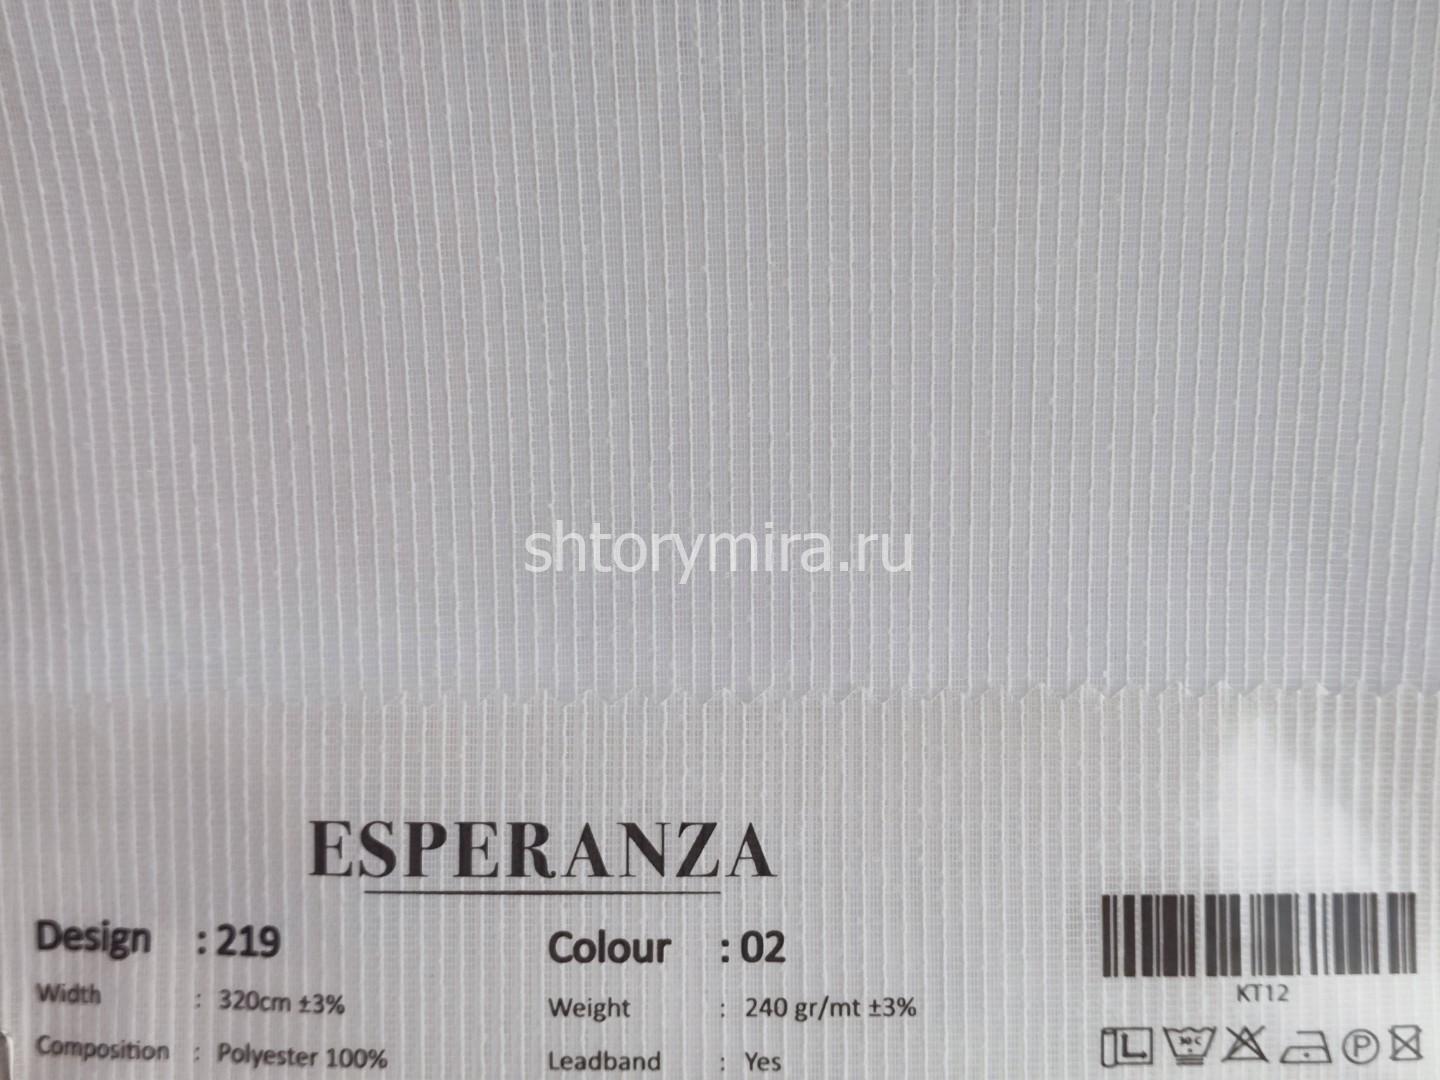 shtorymira.ru
ESPERANZA
Design : 219 Colour : 02
Width : 320cm ±3% Weight : 240 gr/mt ±3%
Composition : Polyester 100% Leadband : Yes
KT12
30 C
P